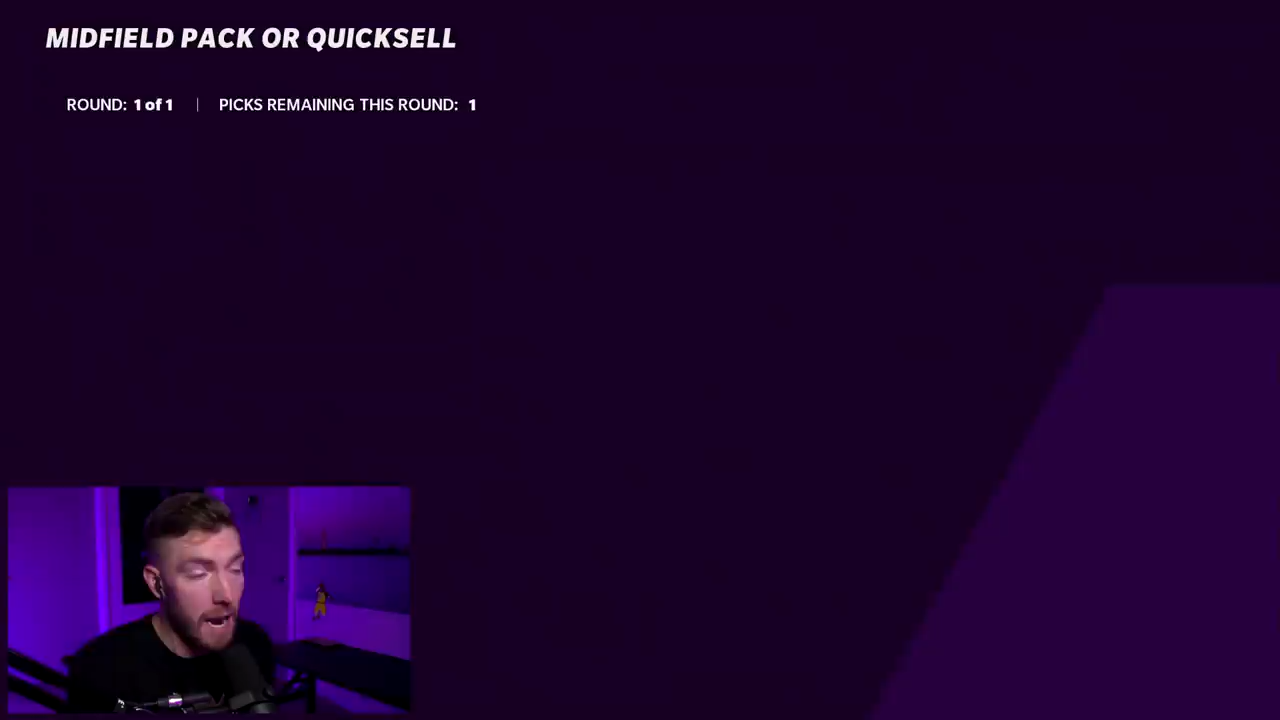 MIDFIELD PACK OR QUICKSELL
ROUND: 1 of 1 | PICKS REMAINING THIS ROUND: 1